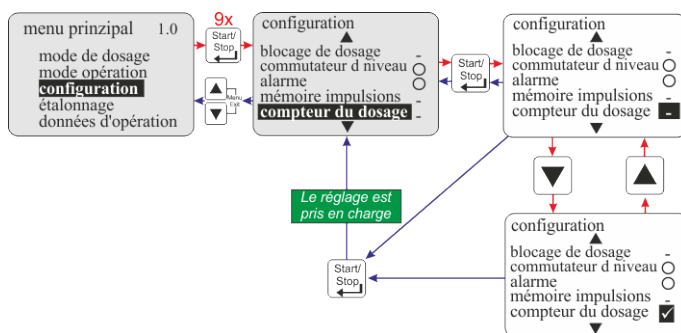 menu prinzipal 1.0
mode de dosage
mode opération
configuration
étalonnage
données d'opération
9x
Start/
Stop
Menu
Exit
configuration
blocage de dosage -
commutateur d niveau
alarme
mémoire impulsions -
compteur du dosage -
Start/
Stop
configuration
blocage de dosage -
commutateur d niveau
alarme
mémoire impulsions -
compteur du dosage -
Le réglage est
pris en charge
Start/
Stop
configuration
blocage de dosage -
commutateur d niveau
alarme
mémoire impulsions -
compteur du dosage ✓